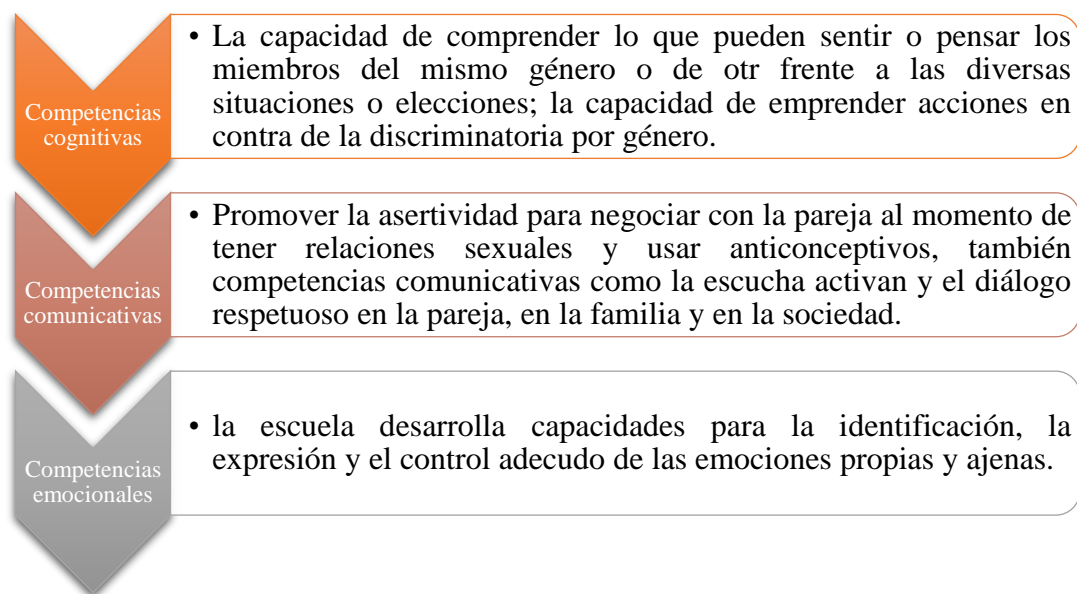 Competencias
cognitivas
• La capacidad de comprender lo que pueden sentir o pensar los
miembros del mismo género o de otr frente a las diversas
situaciones o elecciones; la capacidad de emprender acciones en
contra de la discriminatoria por género.
Competencias
comunicativas
• Promover la asertividad para negociar con la pareja al momento de
tener relaciones sexuales y usar anticonceptivos, también
competencias comunicativas como la escucha activan y el diálogo
respetuoso en la pareja, en la familia y en la sociedad.
Competencias
emocionales
• la escuela desarrolla capacidades para la identificación, la
expresión y el control adecudo de las emociones propias y ajenas.